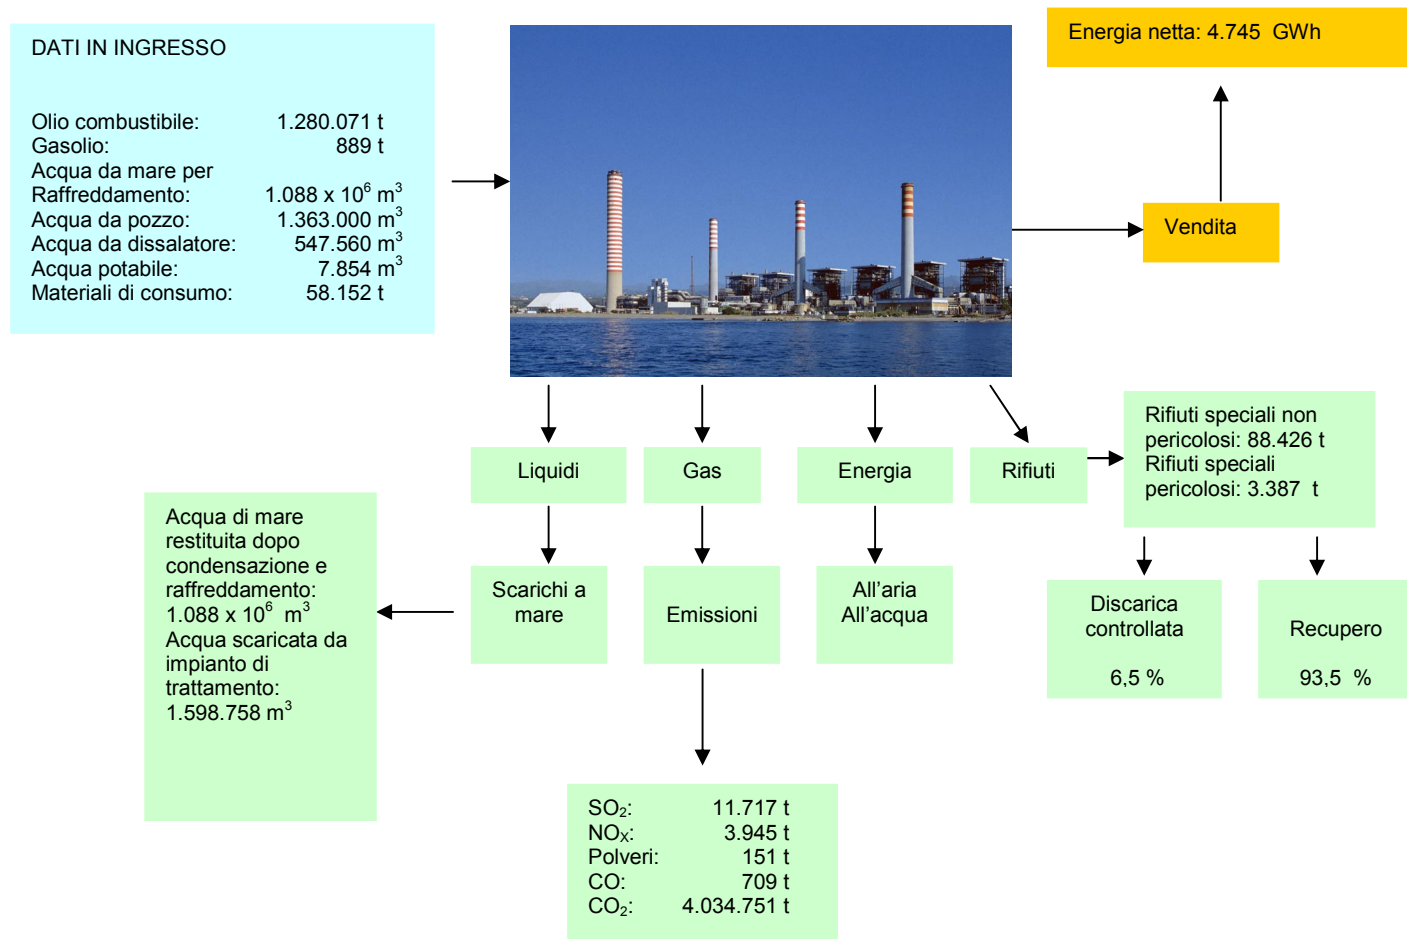 DATI IN INGRESSO
Olio combustibile: 1.280.071 t
Gasolio: 889 t
Acqua da mare per
Raffreddamento: 1.088 x 10⁶ m³
Acqua da pozzo: 1.363.000 m³
Acqua da dissalatore: 547.560 m³
Acqua potabile: 7.854 m³
Materiali di consumo: 58.152 t
Energia netta: 4.745 GWh
Vendita
Liquidi
Gas
Energia
Rifiuti
Rifiuti speciali non
pericolosi: 88.426 t
Rifiuti speciali
pericolosi: 3.387 t
Acqua di mare
restituita dopo
condensazione e
raffreddamento:
1.088 x 10⁶ m³
Acqua scaricata da
impianto di
trattamento:
1.598.758 m³
Scarichi a
mare
Emissioni
All’aria
All’acqua
Discarica
controllata
6,5 %
Recupero
93,5 %
SO₂: 11.717 t
NOₓ: 3.945 t
Polveri: 151 t
CO: 709 t
CO₂: 4.034.751 t